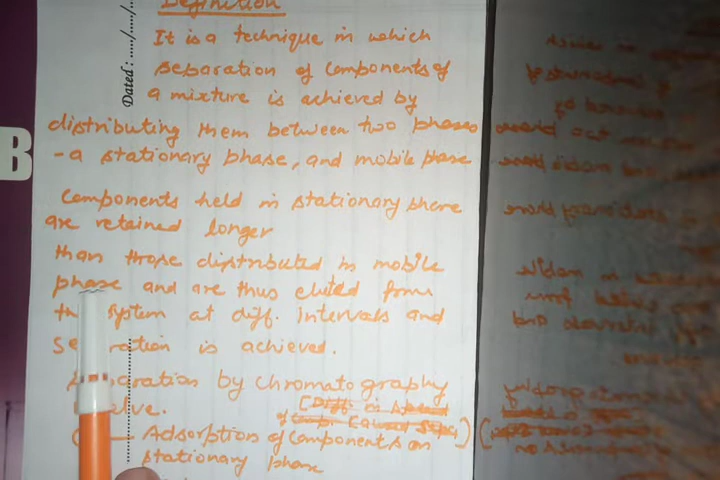 Definition
Dated: ...../...../...
B
It is a technique in which
separation of components of
a mixture is achieved by
distributing them between two phases
- a stationary phase, and mobile phase
Components held in stationary phase
are retained longer
than those distributed in mobile
phase and are thus eluted from
system at diff. intervals and
is achieved.
by chromatography
Adsorption of Components on
stationary phase